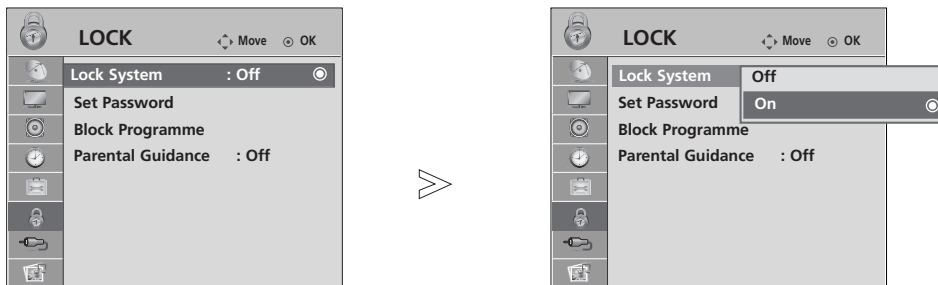 LOCK Move OK
Lock System : Off
Set Password
Block Programme
Parental Guidance : Off
LOCK Move OK
Lock System Off
Set Password On
Block Programme
Parental Guidance : Off